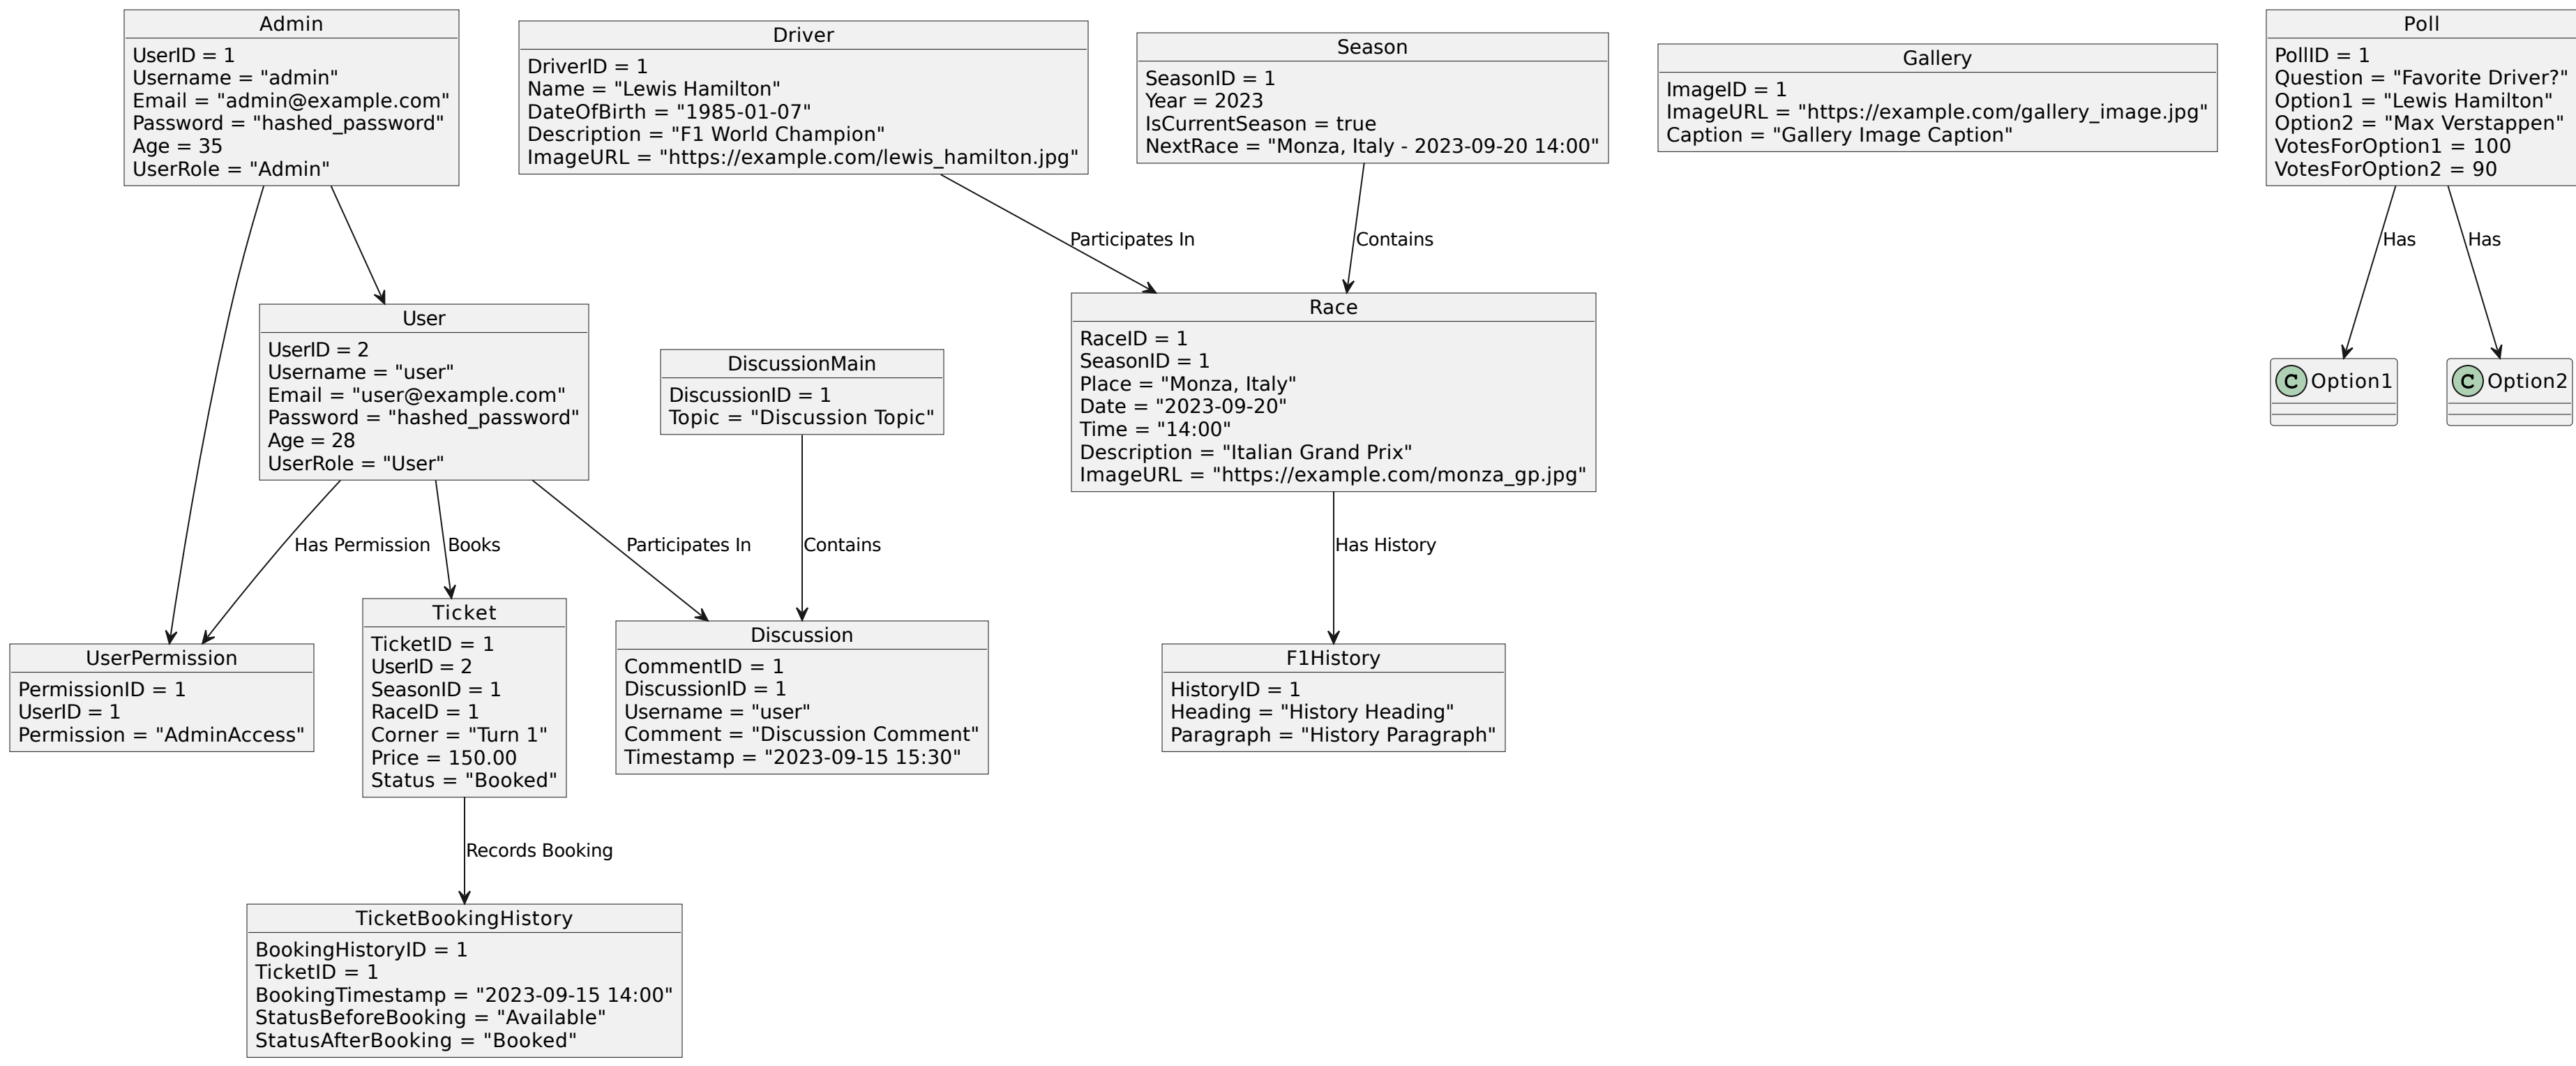 Admin
UserID = 1
Username = "admin"
Email = "admin@example.com"
Password = "hashed_password"
Age = 35
UserRole = "Admin"
Driver
DriverID = 1
Name = "Lewis Hamilton"
DateOfBirth = "1985-01-07"
Description = "F1 World Champion"
ImageURL = "https://example.com/lewis_hamilton.jpg"
Season
SeasonID = 1
Year = 2023
IsCurrentSeason = true
NextRace = "Monza, Italy - 2023-09-20 14:00"
Gallery
ImageID = 1
ImageURL = "https://example.com/gallery_image.jpg"
Caption = "Gallery Image Caption"
Poll
PollID = 1
Question = "Favorite Driver?"
Option1 = "Lewis Hamilton"
Option2 = "Max Verstappen"
VotesForOption1 = 100
VotesForOption2 = 90
Participates In
Contains
Has
Has
User
UserID = 2
Username = "user"
Email = "user@example.com"
Password = "hashed_password"
Age = 28
UserRole = "User"
DiscussionMain
DiscussionID = 1
Topic = "Discussion Topic"
Race
RaceID = 1
SeasonID = 1
Place = "Monza, Italy"
Date = "2023-09-20"
Time = "14:00"
Description = "Italian Grand Prix"
ImageURL = "https://example.com/monza_gp.jpg"
C Option1
C Option2
Has Permission
Books
Participates In
Contains
Has History
UserPermission
PermissionID = 1
UserID = 1
Permission = "AdminAccess"
Ticket
TicketID = 1
UserID = 2
SeasonID = 1
RaceID = 1
Corner = "Turn 1"
Price = 150.00
Status = "Booked"
Discussion
CommentID = 1
DiscussionID = 1
Username = "user"
Comment = "Discussion Comment"
Timestamp = "2023-09-15 15:30"
F1History
HistoryID = 1
Heading = "History Heading"
Paragraph = "History Paragraph"
Records Booking
TicketBookingHistory
BookingHistoryID = 1
TicketID = 1
BookingTimestamp = "2023-09-15 14:00"
StatusBeforeBooking = "Available"
StatusAfterBooking = "Booked"